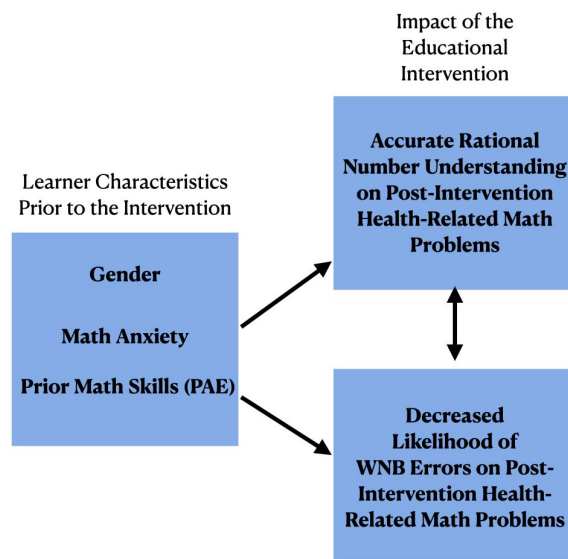 Learner Characteristics
Prior to the Intervention
Gender
Math Anxiety
Prior Math Skills (PAE)
Impact of the
Educational
Intervention
Accurate Rational
Number Understanding
on Post-Intervention
Health-Related Math
Problems
Decreased
Likelihood of
WNB Errors on Post-
Intervention Health-
Related Math Problems